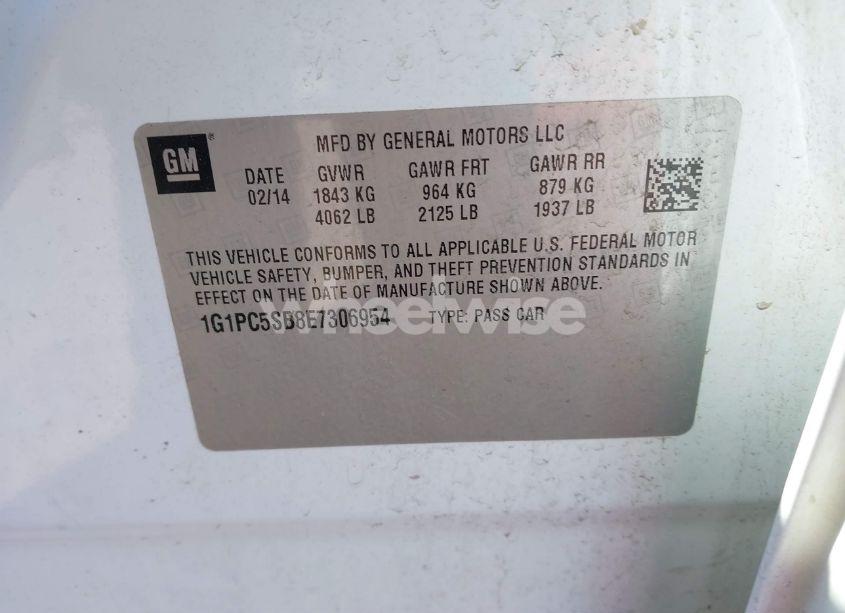 GM
MFD BY GENERAL MOTORS LLC
DATE GVWR GAWR FRT GAWR RR
02/14 1843 KG 964 KG 879 KG
4062 LB 2125 LB 1937 LB
THIS VEHICLE CONFORMS TO ALL APPLICABLE U.S. FEDERAL MOTOR
VEHICLE SAFETY, BUMPER, AND THEFT PREVENTION STANDARDS IN
EFFECT ON THE DATE OF MANUFACTURE SHOWN ABOVE.
1G1PC5SB8E7306954 TYPE: PASS CAR
wheelwise